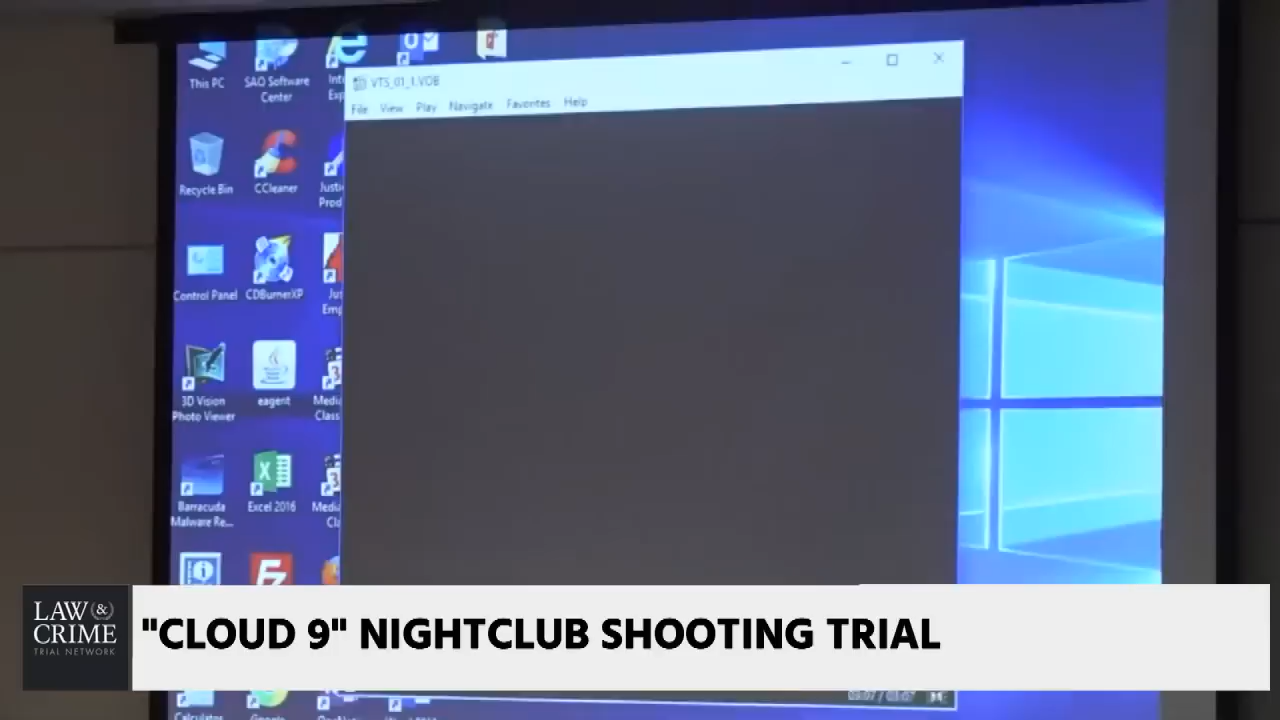 This PC
SAO Software
Center
VTS_01_1.VOB
File View Play Navigate Favorites Help
Recycle Bin
CCleaner
Control Panel
CDBurnerXP
3D Vision
Photo Viewer
eagent
Barracuda
Malware Re...
Excel 2016
LAW &
CRIME
TRIAL NETWORK
"CLOUD 9" NIGHTCLUB SHOOTING TRIAL